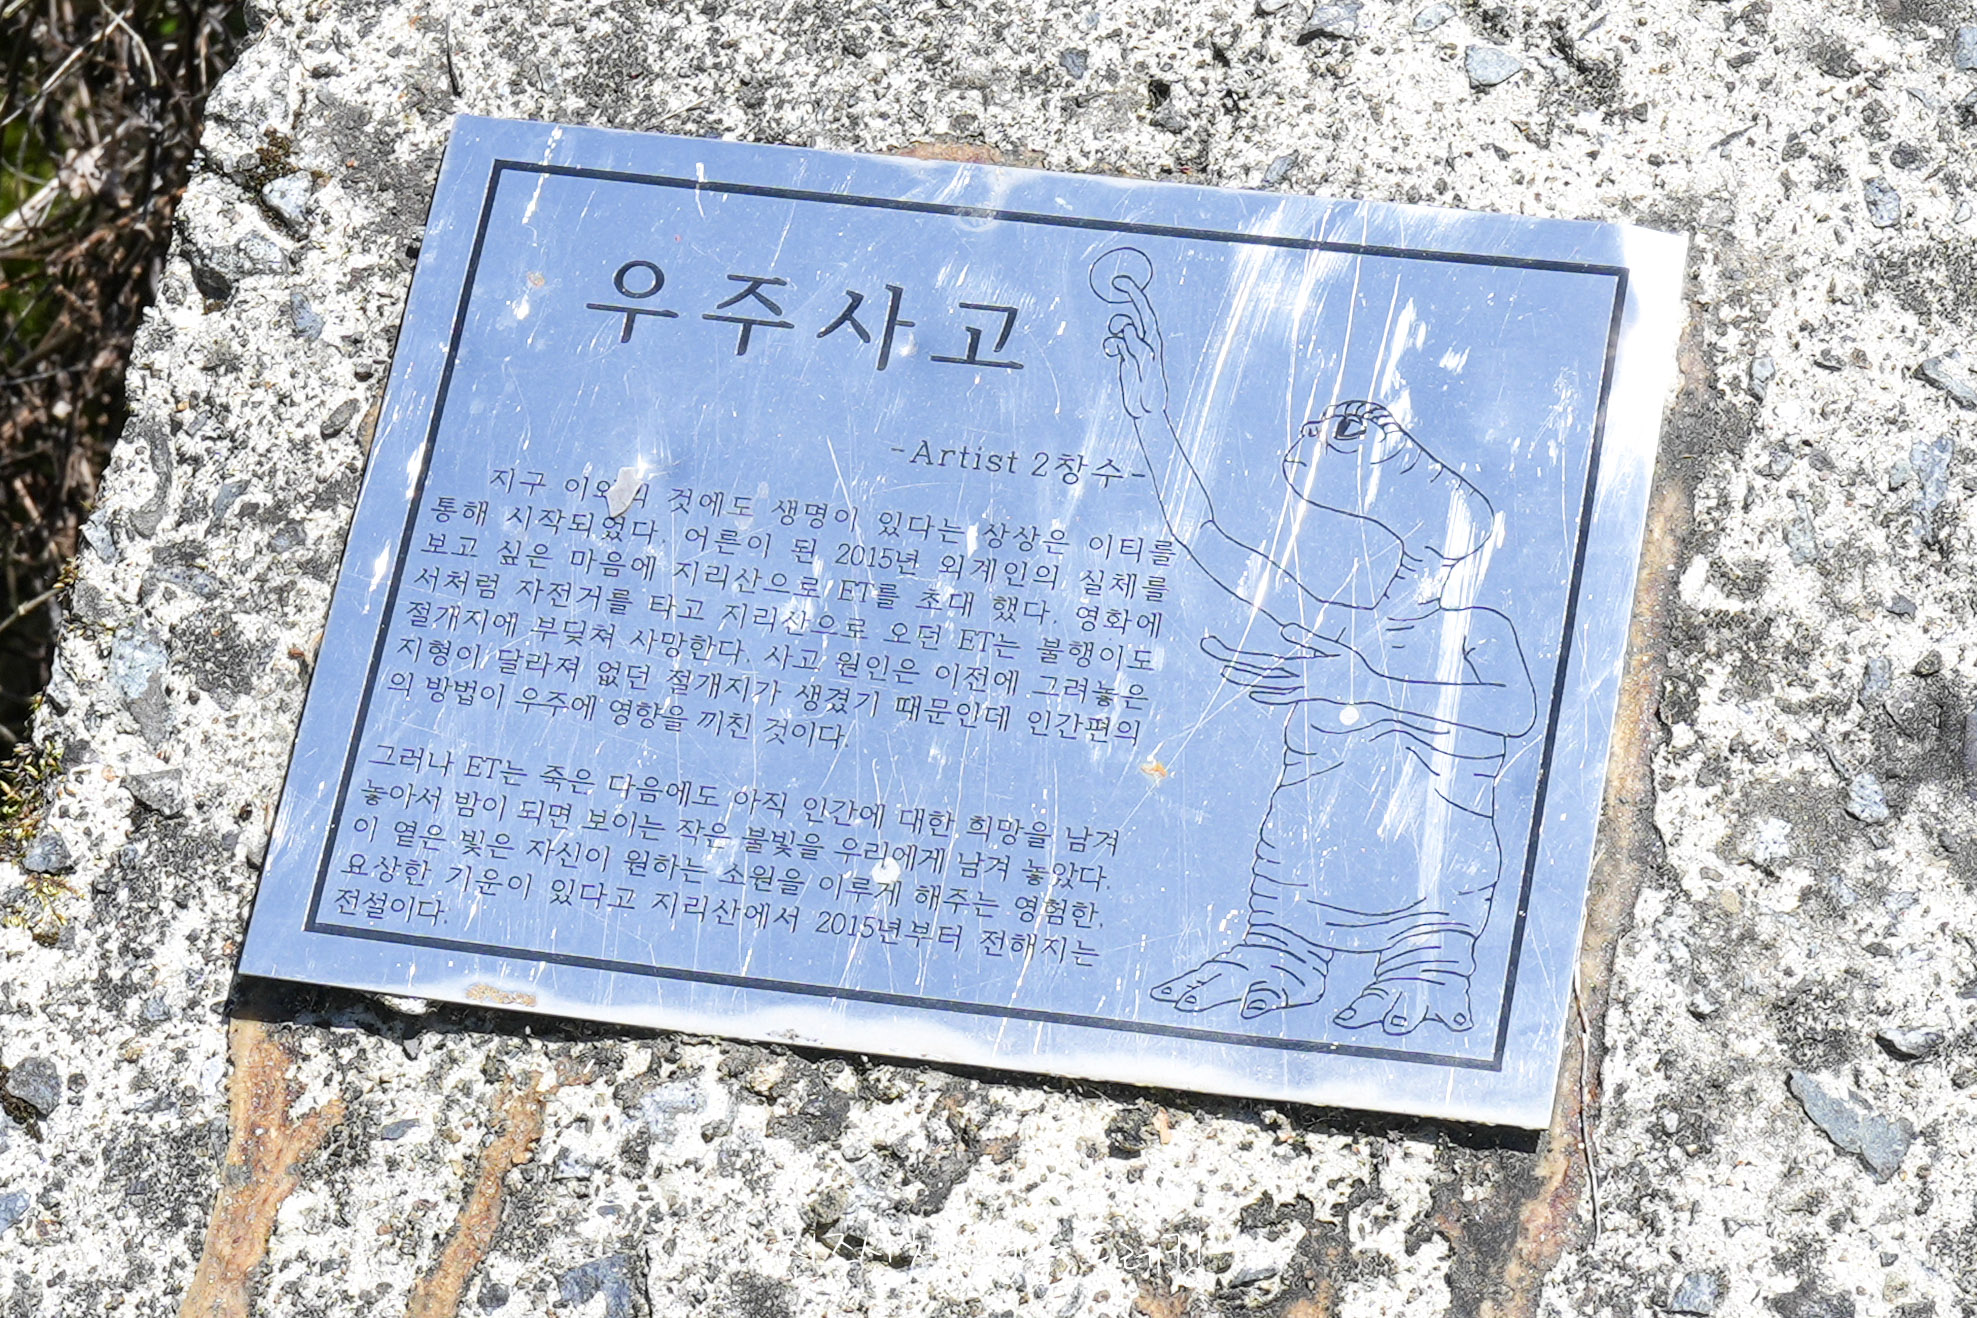 우주사고
-Artist 2창수-
지구 이외의 것에도 생명이 있다는 상상은 이티를
통해 시작되었다. 어른이 된 2015년 외계인의 실체를
보고 싶은 마음에 지리산으로 ET를 초대 했다. 영화에
서처럼 자전거를 타고 지리산으로 오던 ET는 불행이도
절개지에 부딪쳐 사망한다. 사고 원인은 이전에 그려놓은
지형이 달라져 없던 절개지가 생겼기 때문인데 인간편의
의 방법이 우주에 영향을 끼친 것이다.
그러나 ET는 죽은 다음에도 아직 인간에 대한 희망을 남겨
놓아서 밤이 되면 보이는 작은 불빛을 우리에게 남겨 놓았다.
이 옅은 빛은 자신이 원하는 소원을 이루게 해주는 영험한,
요상한 기운이 있다고 지리산에서 2015년부터 전해지는
전설이다.